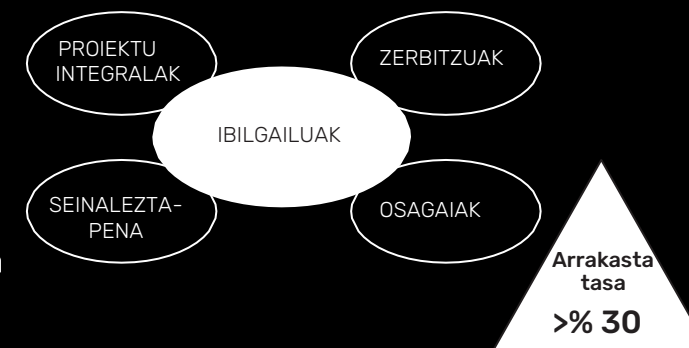 PROIEKTU
INTEGRALAK
ZERBITZUAK
IBILGAILUAK
SEINALEZTA-
PENA
OSAGAIAK
Arrakasta
tasa
>% 30